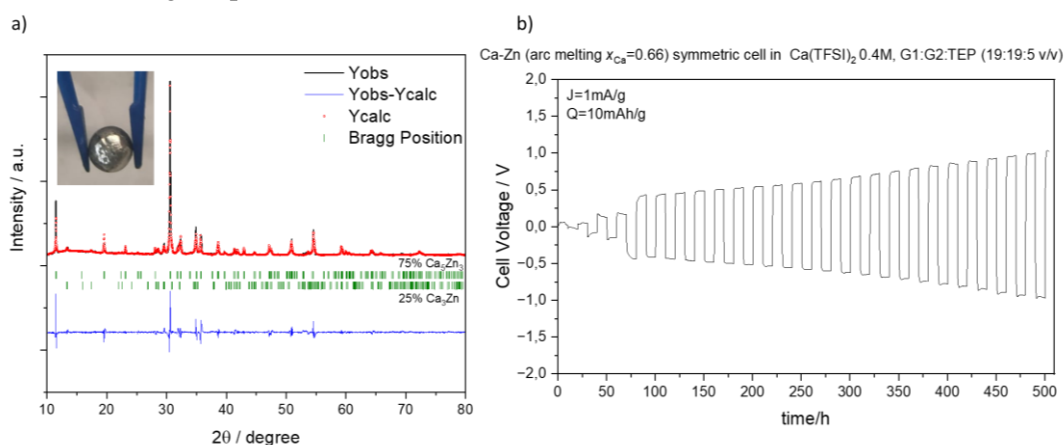 a)
Yobs
Yobs-Ycalc
Ycalc
Bragg Position
Intensity / a.u.
75% Ca₅Zn₃
25% Ca₃Zn
10 20 30 40 50 60 70 80
2θ / degree
b)
Ca-Zn (arc melting x_Ca=0.66) symmetric cell in Ca(TFSI)₂ 0.4M, G1:G2:TEP (19:19:5 v/v)
J=1mA/g
Q=10mAh/g
Cell Voltage / V
2,0
1,5
1,0
0,5
0,0
−0,5
−1,0
−1,5
−2,0
0 50 100 150 200 250 300 350 400 450 500
time/h